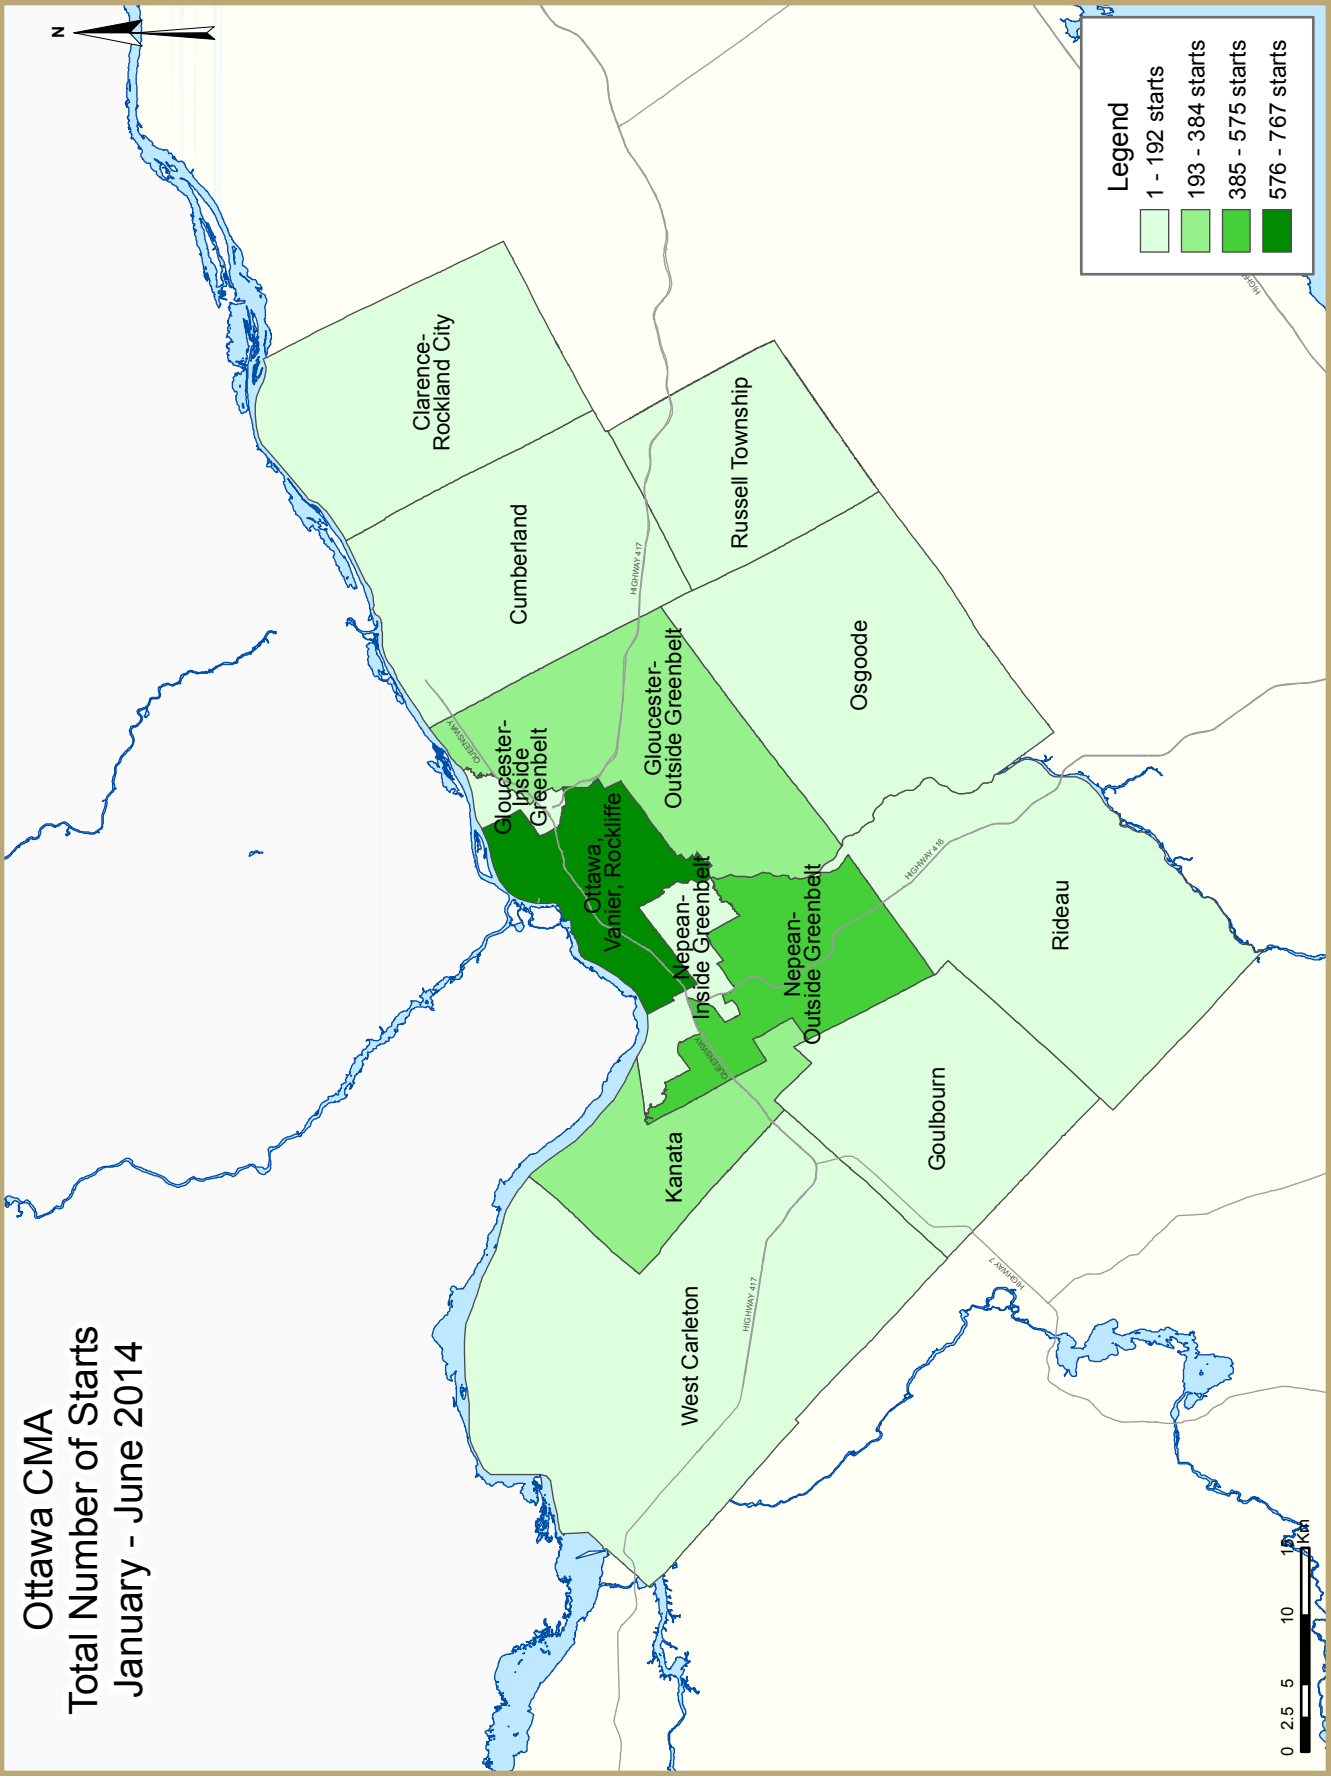 Ottawa CMA
Total Number of Starts
January - June 2014
N
Clarence-
Rockland City
Cumberland
Russell Township
HIGHWAY 417
QUEENSWAY
Gloucester-
Inside
Greenbelt
Gloucester-
Outside Greenbelt
Osgoode
Ottawa,
Vanier, Rockliffe
Nepean-
Inside Greenbelt
Nepean-
Outside Greenbelt
HIGHWAY 416
Rideau
QUEENSWAY
Kanata
Goulbourn
West Carleton
HIGHWAY 417
HIGHWAY 7
Legend
1 - 192 starts
193 - 384 starts
385 - 575 starts
576 - 767 starts
0 2.5 5 10 15
Km